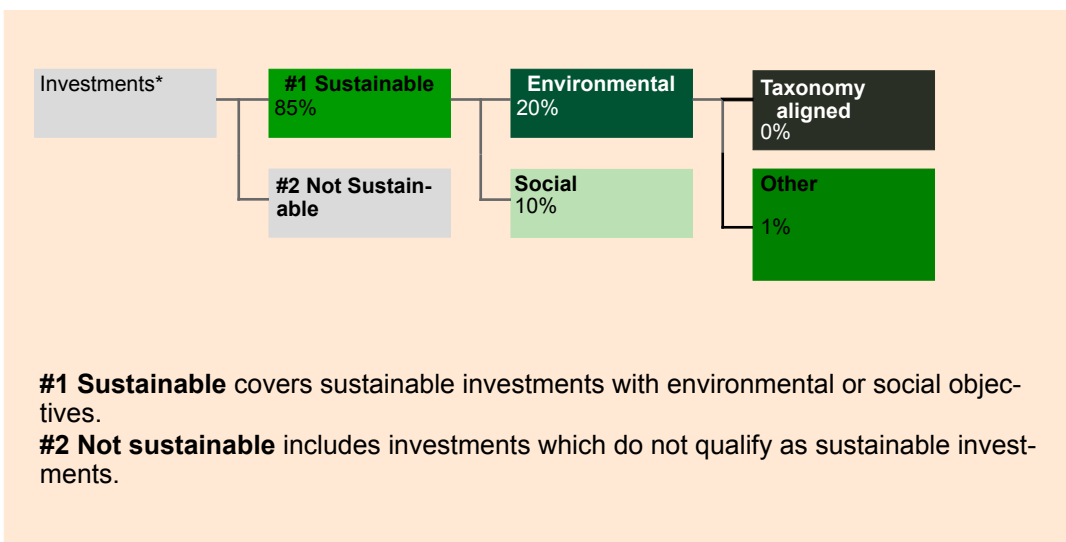 Investments*
#1 Sustainable
85%
#2 Not Sustain-
able
Environmental
20%
Social
10%
Taxonomy
aligned
0%
Other
1%
#1 Sustainable covers sustainable investments with environmental or social objec-
tives.
#2 Not sustainable includes investments which do not qualify as sustainable invest-
ments.